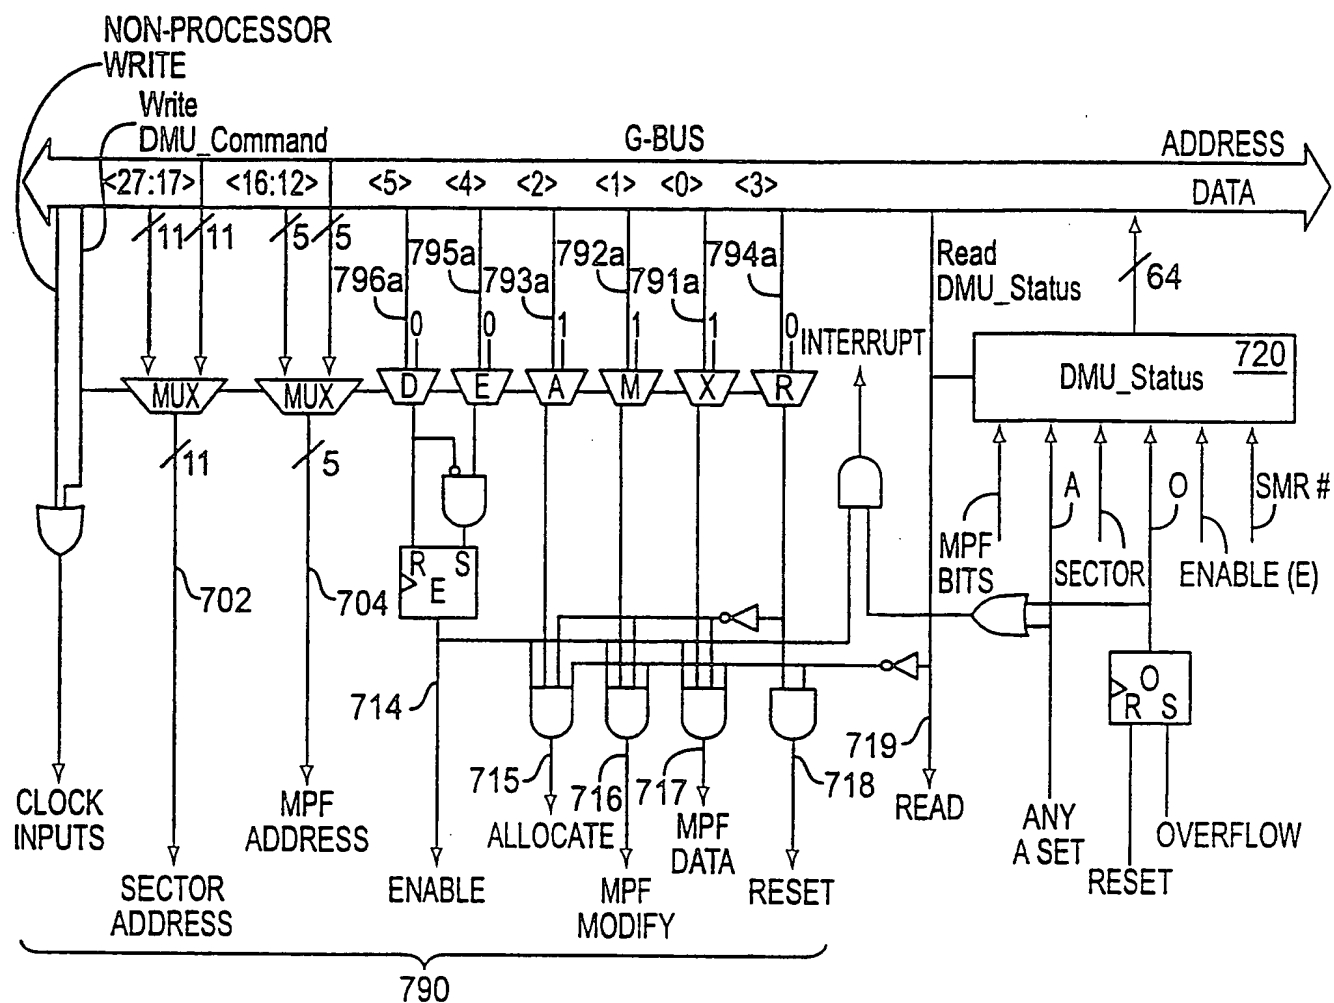 NON-PROCESSOR
WRITE
Write
DMU_Command
G-BUS
ADDRESS
<27:17>
<16:12>
<5>
<4>
<2>
<1>
<0>
<3>
DATA
11
11
5
5
796a
795a
793a
792a
791a
794a
Read
DMU_Status
64
0
0
1
1
1
0
INTERRUPT
DMU_Status
720
MUX
MUX
D
E
A
M
X
R
11
5
A
O
SMR #
MPF
BITS
SECTOR
ENABLE (E)
R S
E
702
704
O
R S
714
715
716
717
718
719
CLOCK
INPUTS
MPF
ADDRESS
ALLOCATE
MPF
DATA
READ
ANY
A SET
OVERFLOW
RESET
SECTOR
ADDRESS
ENABLE
MPF
MODIFY
RESET
790